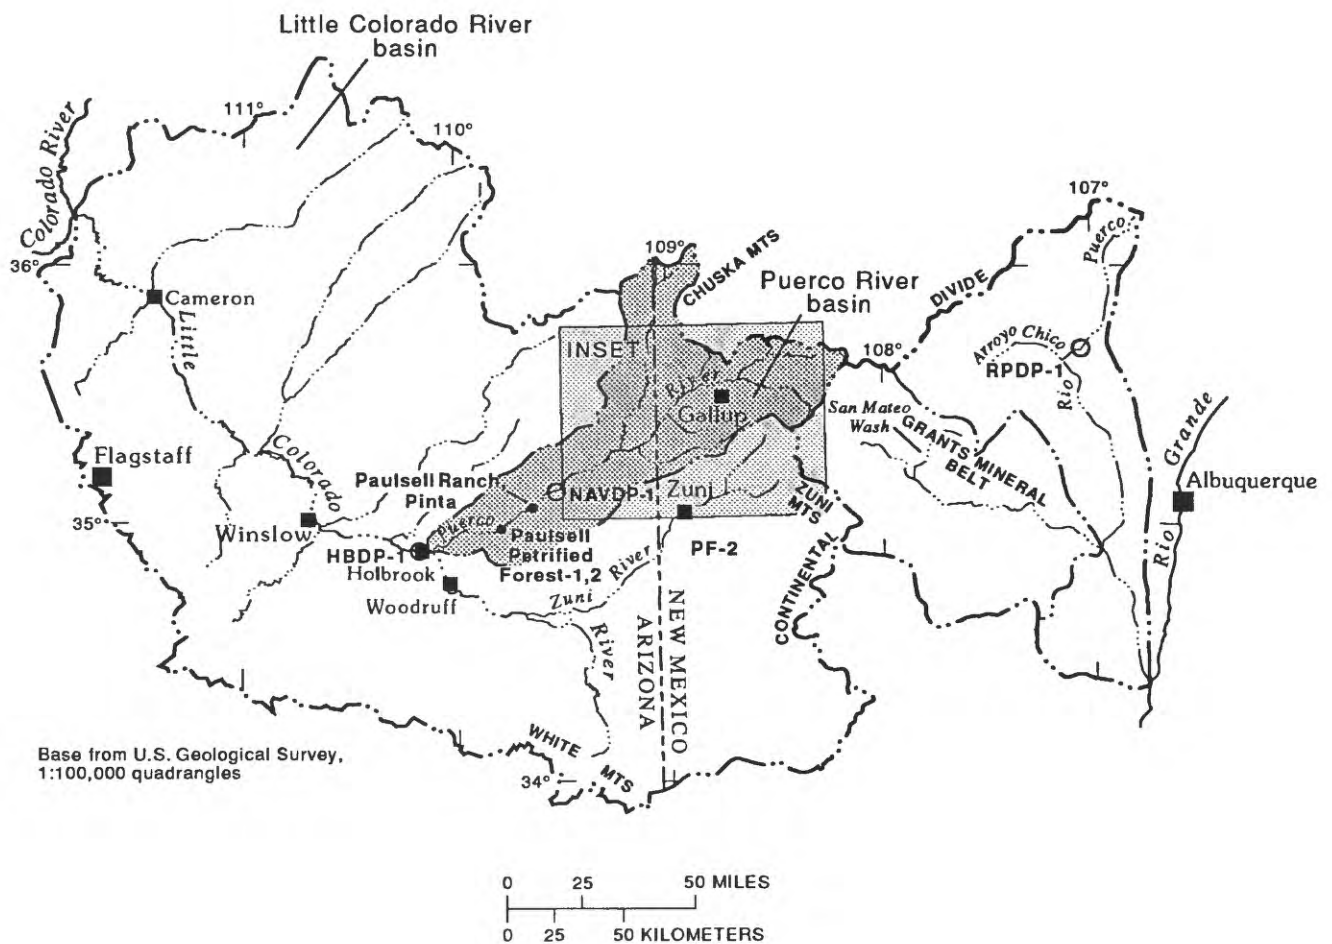 Little Colorado River
basin
111°
110°
Colorado River
Colorado River
36°
109°
CHUSKA MTS
107°
Puerco
DIVIDE
Puerco River
basin
Cameron
Little
INSET
River
Gallup
108°
Arroyo Chico
RPDP-1
Rio
San Mateo
Wash
GRANTS MINERAL
BELT
Grande
Rio
Albuquerque
Flagstaff
Colorado
Paulsell Ranch
Pinta
NAVDP-1
Zuni
ZUNI
MTS
35°
Winslow
Puerco
HBDP-1
Holbrook
Paulsell
Petrified
Forest-1,2
PF-2
Woodruff
Zuni
River
River
CONTINENTAL
ARIZONA
NEW MEXICO
WHITE
MTS
34°
Base from U.S. Geological Survey,
1:100,000 quadrangles
0 25 50 MILES
0 25 50 KILOMETERS